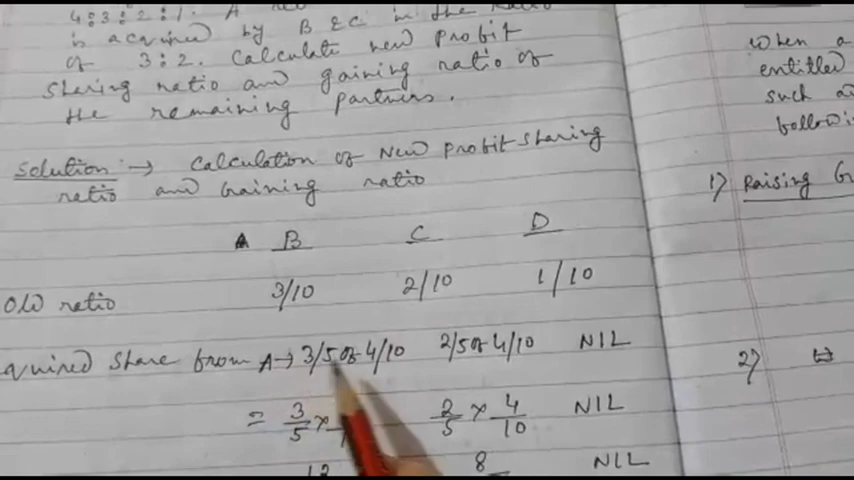 4:3:2:1. A
is acquired by B & C in the ratio
of 3:2. Calculate new profit
sharing ratio and gaining ratio of
the remaining partners.
Solution :→ Calculation of New Profit Sharing
ratio and Gaining ratio
A B C D
Old ratio 3/10 2/10 1/10
quired share from A→ 3/5 of 4/10 2/5 of 4/10 NIL
= 3/5 × 2/5 × 4/10 NIL
12 8 NIL
when a
entitled
such a
follow
1) Raising G
2)